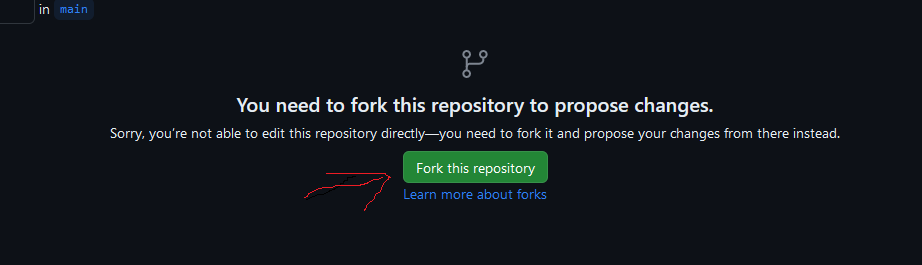 in main
You need to fork this repository to propose changes.
Sorry, you’re not able to edit this repository directly—you need to fork it and propose your changes from there instead.
Fork this repository
Learn more about forks